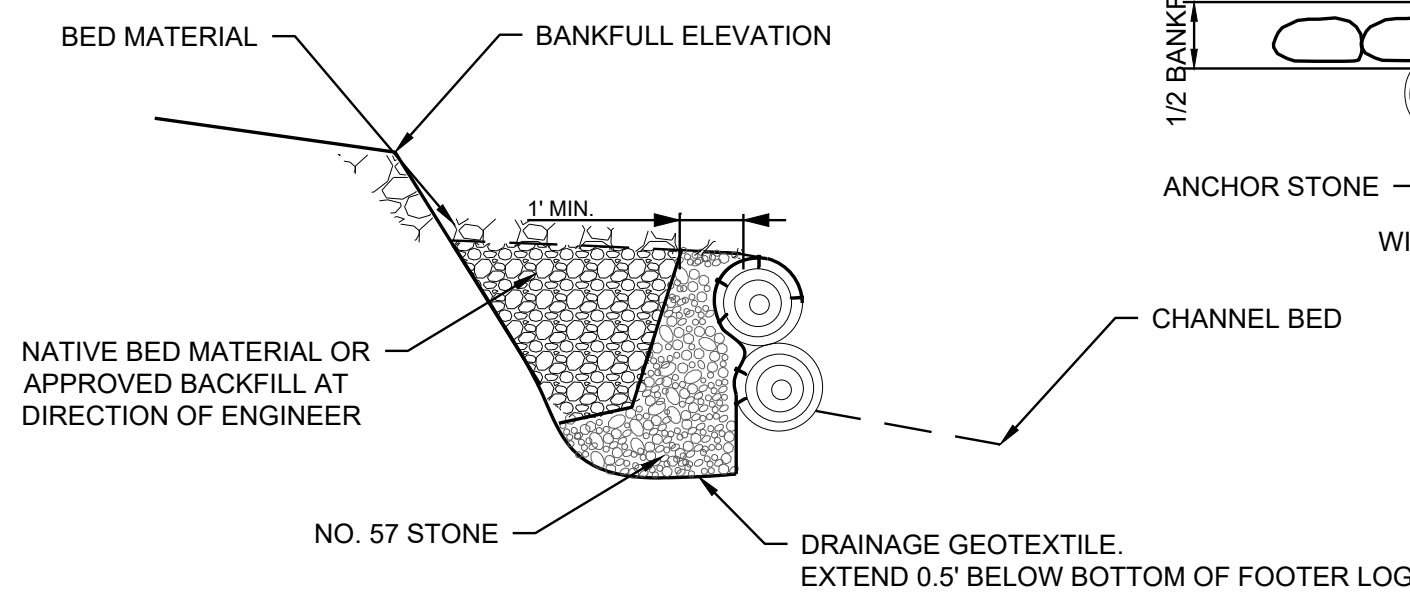 BED MATERIAL
BANKFULL ELEVATION
1/2
ANCHOR STONE
1' MIN.
CHANNEL BED
NATIVE BED MATERIAL OR
APPROVED BACKFILL AT
DIRECTION OF ENGINEER
NO. 57 STONE
DRAINAGE GEOTEXTILE.
EXTEND 0.5' BELOW BOTTOM OF FOOTER LOG